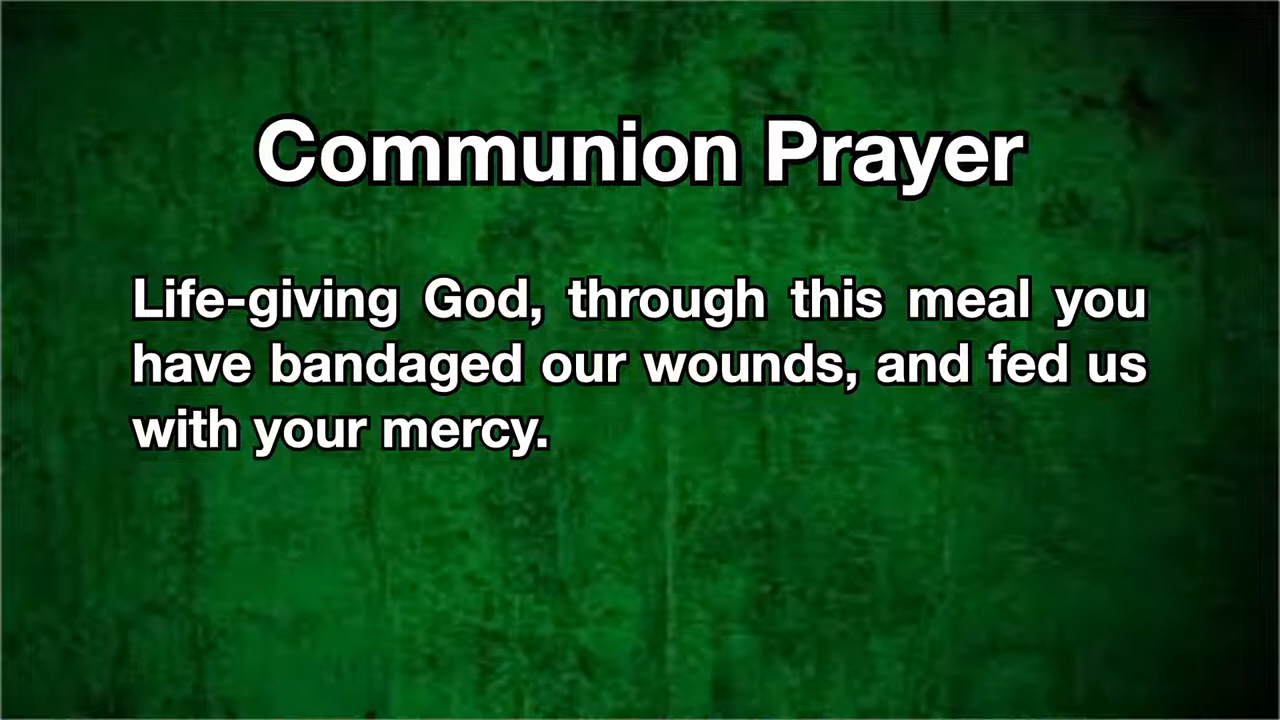 Communion Prayer
Life-giving God, through this meal you
have bandaged our wounds, and fed us
with your mercy.